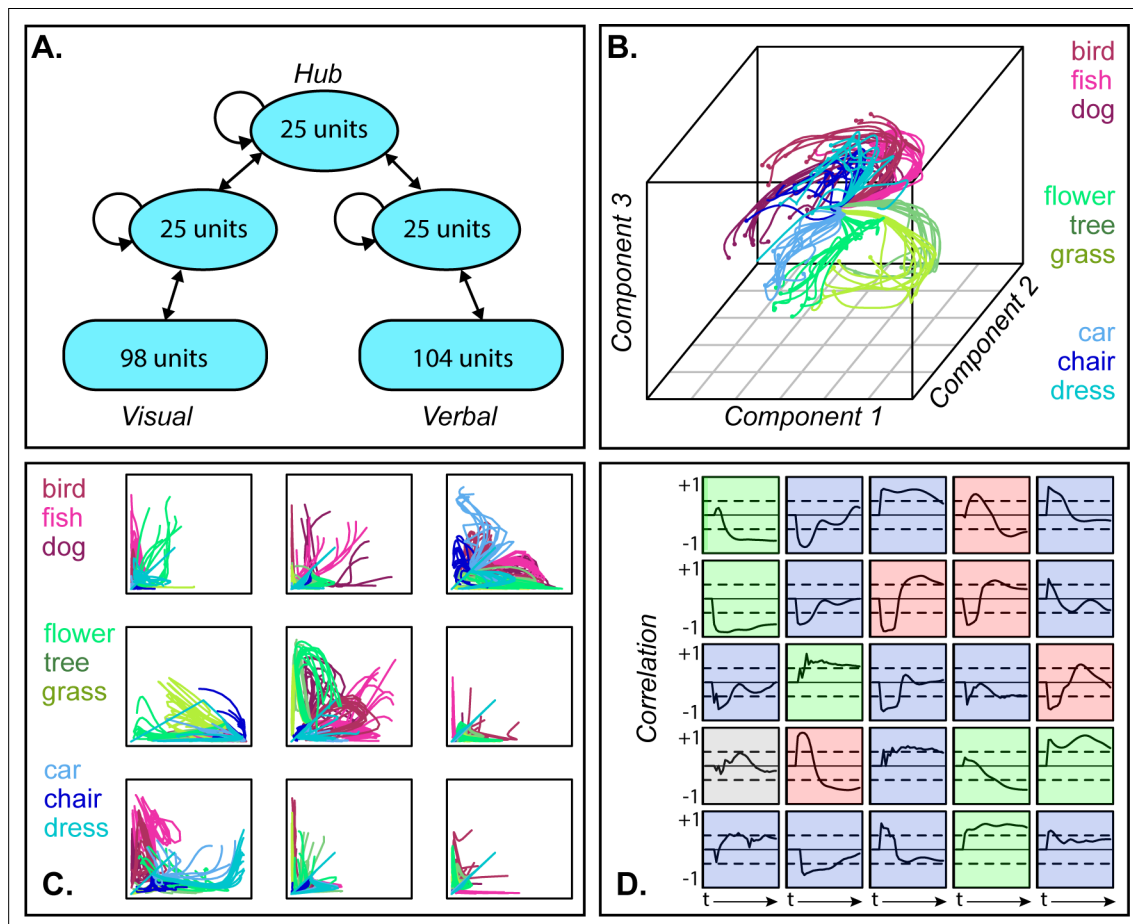 A.
Hub
25 units
25 units
25 units
98 units
104 units
Visual
Verbal
B.
bird
fish
dog
flower
tree
grass
car
chair
dress
Component 3
Component 1
Component 2
bird
fish
dog
flower
tree
grass
car
chair
dress
C.
Correlation
+1
-1
+1
-1
+1
-1
+1
-1
+1
-1
t
t
t
t
t
D.